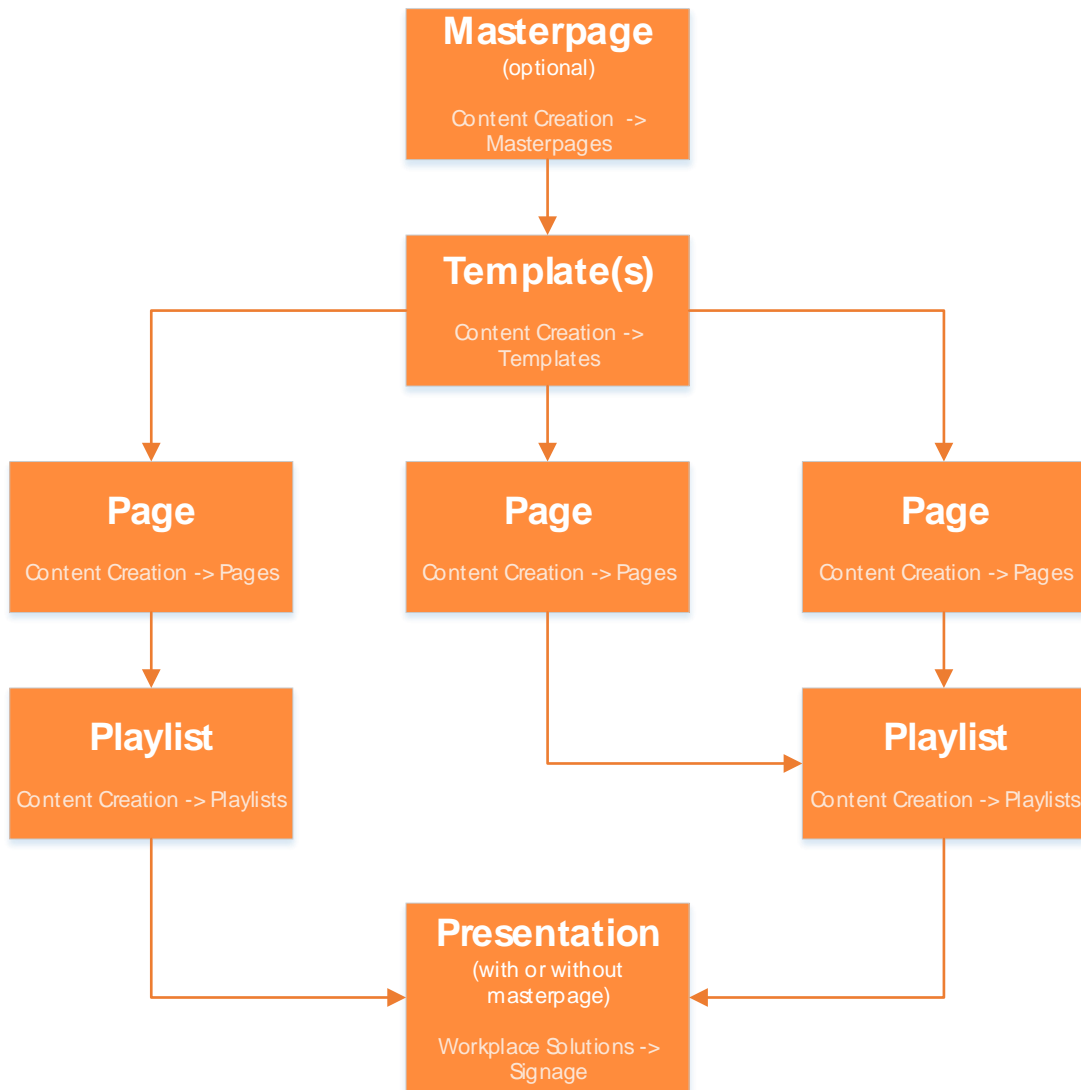 Masterpage
(optional)
Content Creation ->
Masterpages
Template(s)
Content Creation ->
Templates
Page
Content Creation -> Pages
Page
Content Creation -> Pages
Page
Content Creation -> Pages
Playlist
Content Creation -> Playlists
Playlist
Content Creation -> Playlists
Presentation
(with or without
masterpage)
Workplace Solutions ->
Signage